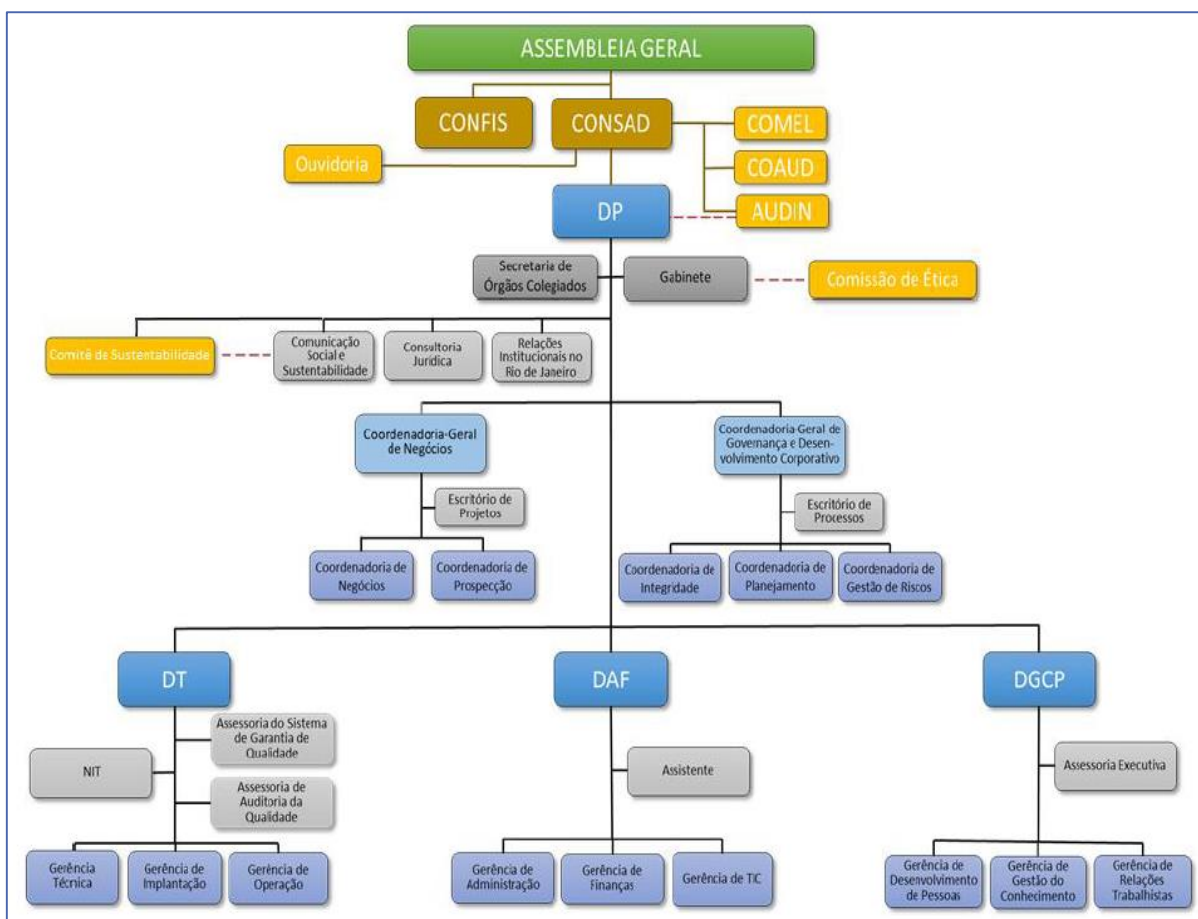 ASSEMBLEIA GERAL
CONFIS
CONSAD
COMEL
Ouvidoria
COAUD
DP
AUDIN
Secretaria de
Órgãos Colegiados
Gabinete
Comissão de Ética
Comitê de Sustentabilidade
Comunicação
Social e
Sustentabilidade
Consultoria
Jurídica
Relações
Institucionais no
Rio de Janeiro
Coordenadoria-Geral
de Negócios
Coordenadoria-Geral de
Governança e Desen-
volvimento Corporativo
Escritório de
Projetos
Escritório de
Processos
Coordenadoria de
Negócios
Coordenadoria de
Prospecção
Coordenadoria de
Integridade
Coordenadoria de
Planejamento
Coordenadoria de
Gestão de Riscos
DT
DAF
DGCP
Assessoria do Sistema
de Garantia de
Qualidade
NIT
Assessoria de
Auditoria da
Qualidade
Assistente
Assessoria Executiva
Gerência
Técnica
Gerência de
Implantação
Gerência de
Operação
Gerência de
Administração
Gerência de
Finanças
Gerência de TIC
Gerência de
Desenvolvimento
de Pessoas
Gerência de
Gestão do
Conhecimento
Gerência de
Relações
Trabalhistas